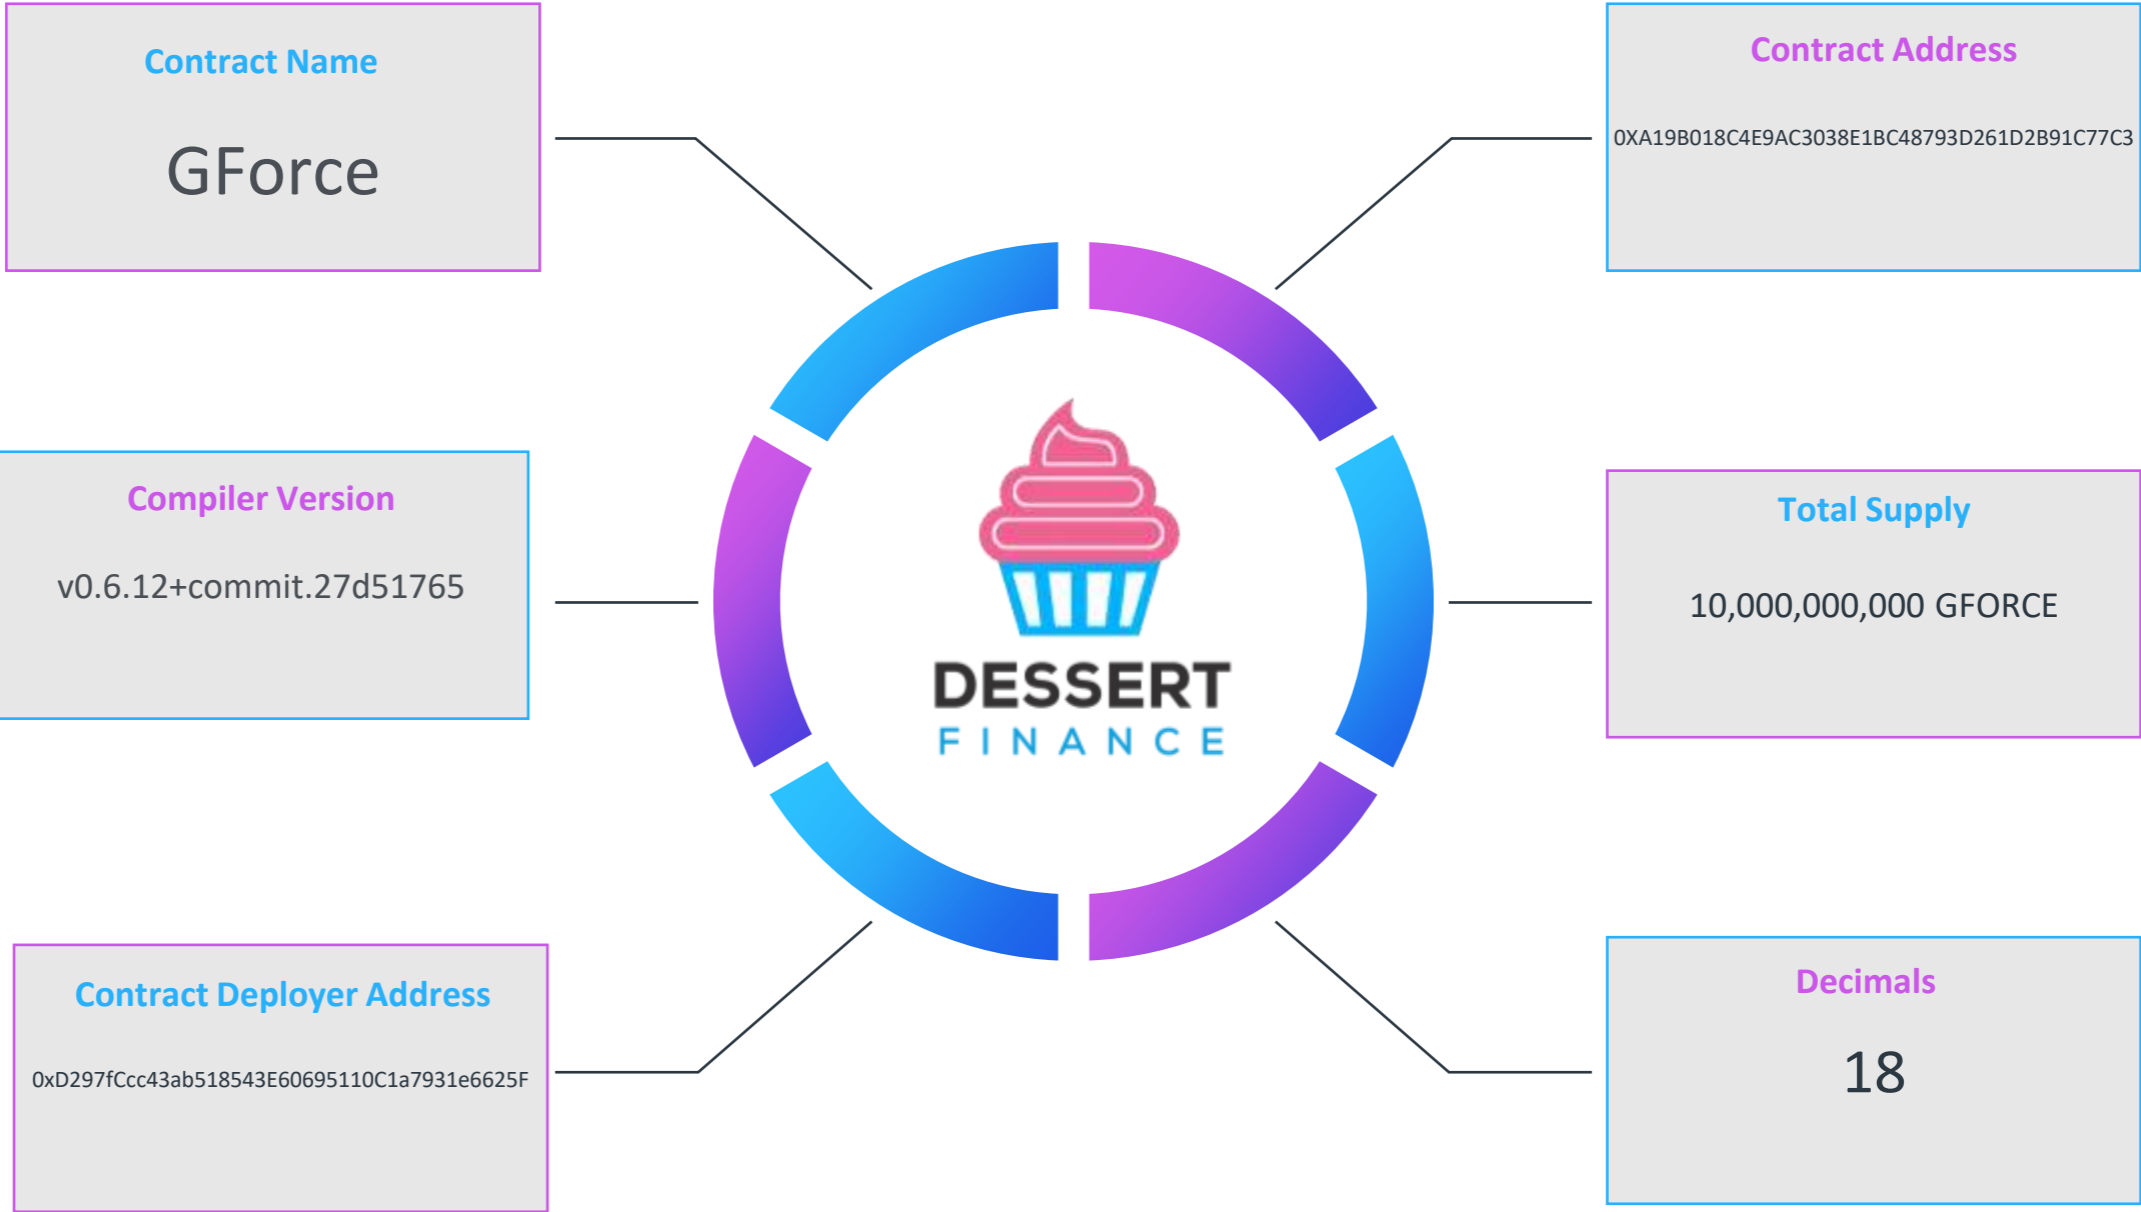 Contract Name
GForce
Contract Address
0XA19B018C4E9AC3038E1BC48793D261D2B91C77C3
Compiler Version
v0.6.12+commit.27d51765
Total Supply
10,000,000,000 GFORCE
DESSERT
FINANCE
Contract Deployer Address
0xD297fCcc43ab518543E60695110C1a7931e6625F
Decimals
18